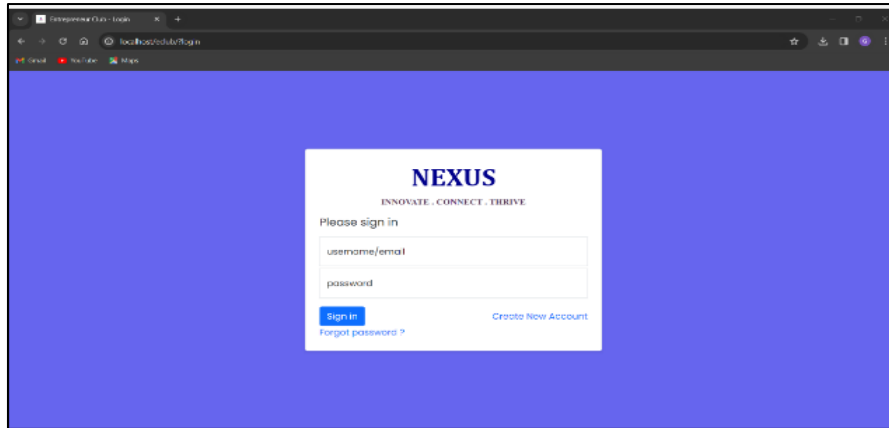 Entrepreneur Club - Login
localhost/eclub/?login
Gmail YouTube Maps
NEXUS
INNOVATE . CONNECT . THRIVE
Please sign in
username/email
password
Sign in Create New Account
Forgot password ?